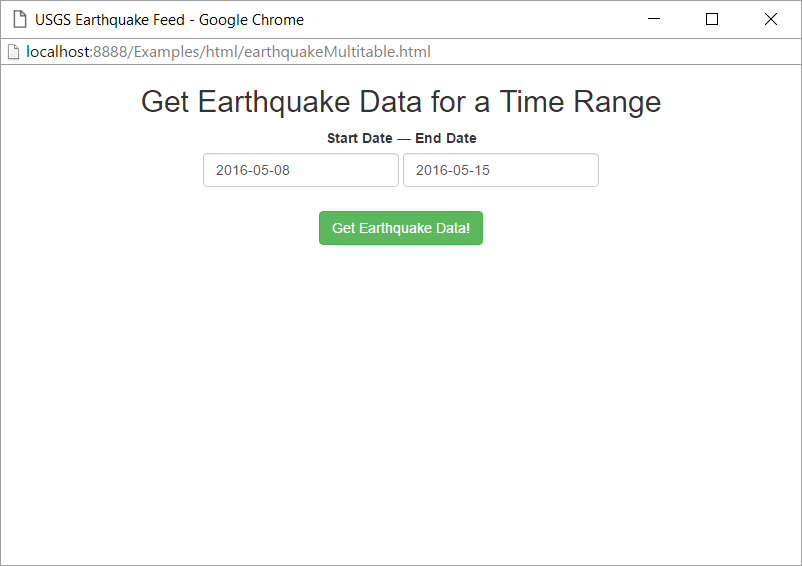 USGS Earthquake Feed - Google Chrome
localhost:8888/Examples/html/earthquakeMultitable.html
Get Earthquake Data for a Time Range
Start Date — End Date
2016-05-08 2016-05-15
Get Earthquake Data!